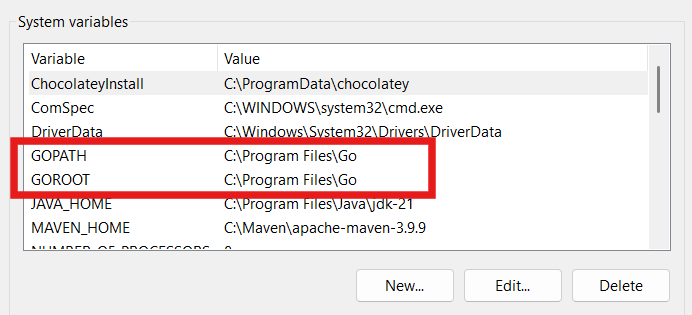 System variables
Variable Value
ChocolateyInstall C:\ProgramData\chocolatey
ComSpec C:\WINDOWS\system32\cmd.exe
DriverData C:\Windows\System32\Drivers\DriverData
GOPATH C:\Program Files\Go
GOROOT C:\Program Files\Go
JAVA_HOME C:\Program Files\Java\jdk-21
MAVEN_HOME C:\Maven\apache-maven-3.9.9
New... Edit... Delete